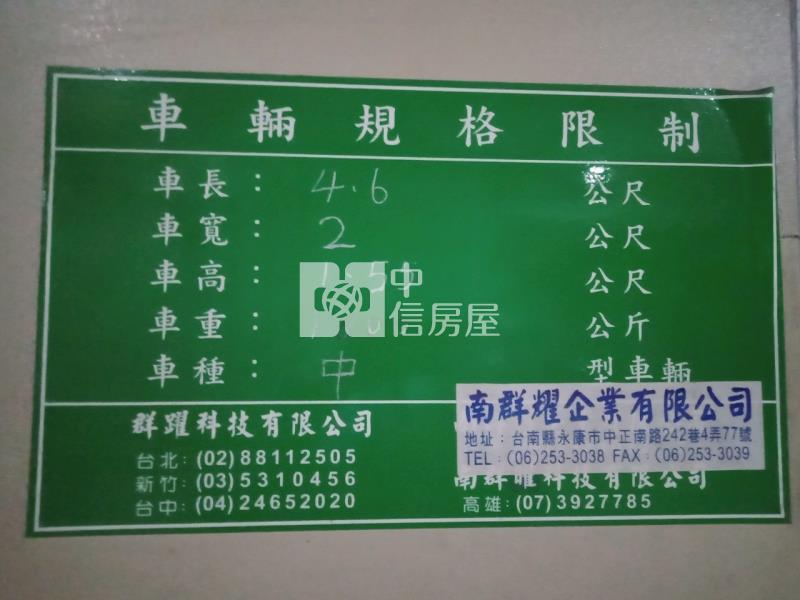 車輛規格限制
車長： 4.6 公尺
車寬： 2 公尺
車高： 公尺
車重： 公斤
車種： 中 型車輛
中信房屋
群躍科技有限公司
台北: (02)88112505
新竹: (03)5310456
台中: (04)24652020
南群耀企業有限公司
地址：台南縣永康市中正南路242巷4弄77號
TEL：(06)253-3038 FAX：(06)253-3039
南群曜科技有限公司
高雄: (07)3927785